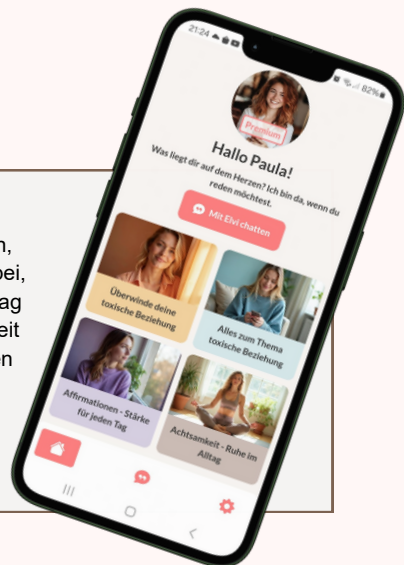 21:24
82%
Premium
Hallo Paula!
Was liegt dir auf dem Herzen? Ich bin da, wenn du
reden möchtest.
Mit Elvi chatten
Überwinde deine
toxische Beziehung
Alles zum Thema
toxische Beziehung
Affirmationen - Stärke
für jeden Tag
Achtsamkeit - Ruhe im
Alltag